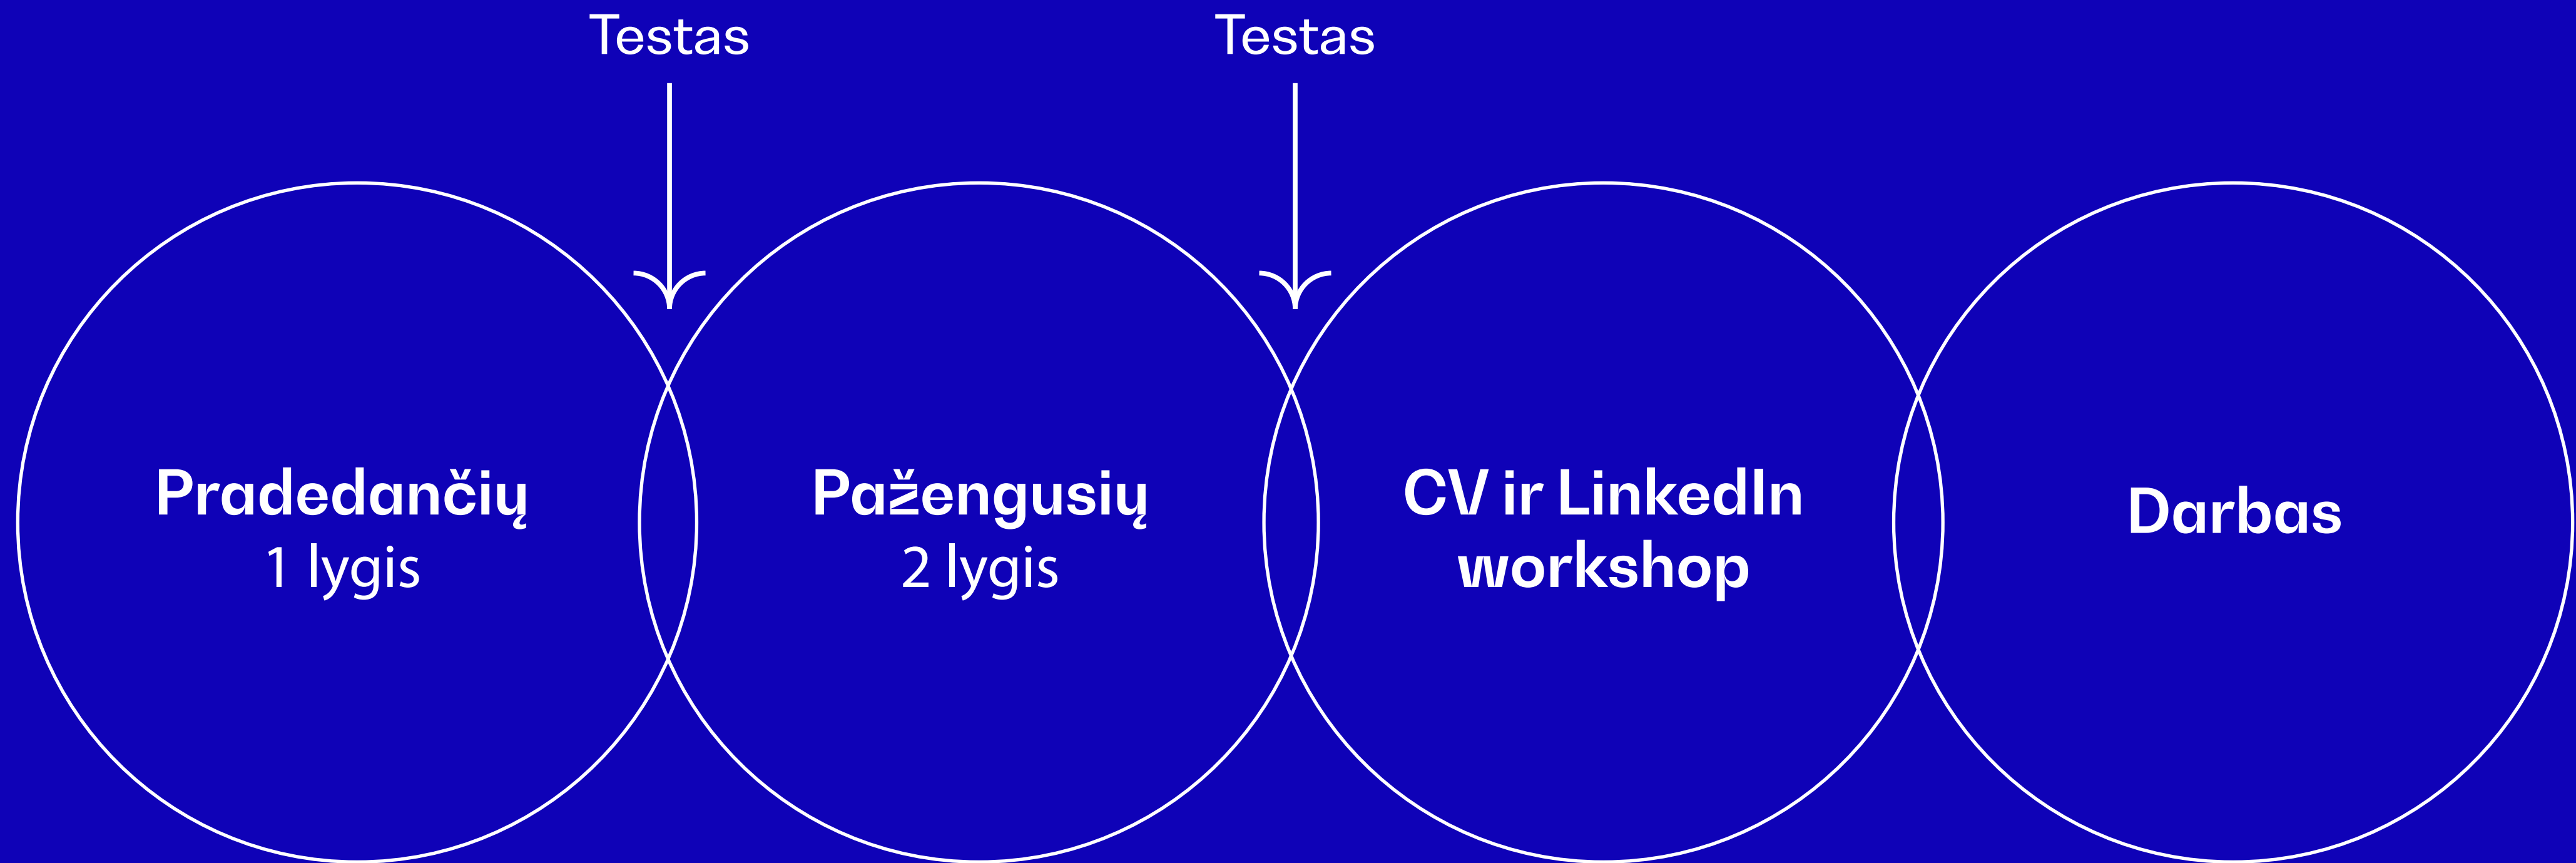 Testas
Testas
Pradedančių
1 lygis
Pažengusių
2 lygis
CV ir LinkedIn
workshop
Darbas